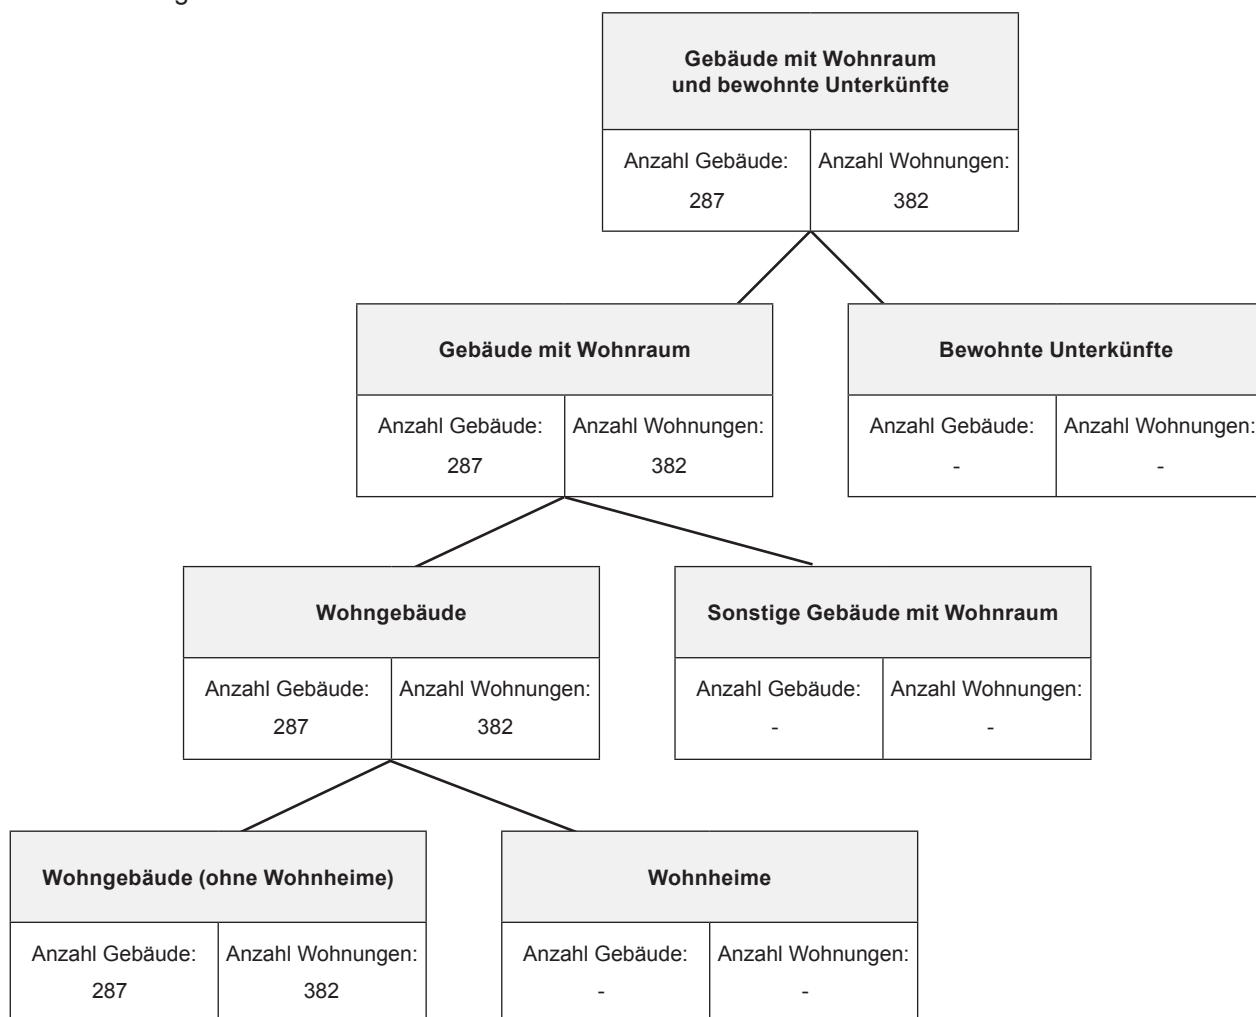 Gebäude mit Wohnraum
und bewohnte Unterkünfte
Anzahl Gebäude: Anzahl Wohnungen:
287 382
Gebäude mit Wohnraum
Anzahl Gebäude: Anzahl Wohnungen:
287 382
Bewohnte Unterkünfte
Anzahl Gebäude: Anzahl Wohnungen:
- -
Wohngebäude
Anzahl Gebäude: Anzahl Wohnungen:
287 382
Sonstige Gebäude mit Wohnraum
Anzahl Gebäude: Anzahl Wohnungen:
- -
Wohngebäude (ohne Wohnheime)
Anzahl Gebäude: Anzahl Wohnungen:
287 382
Wohnheime
Anzahl Gebäude: Anzahl Wohnungen:
- -